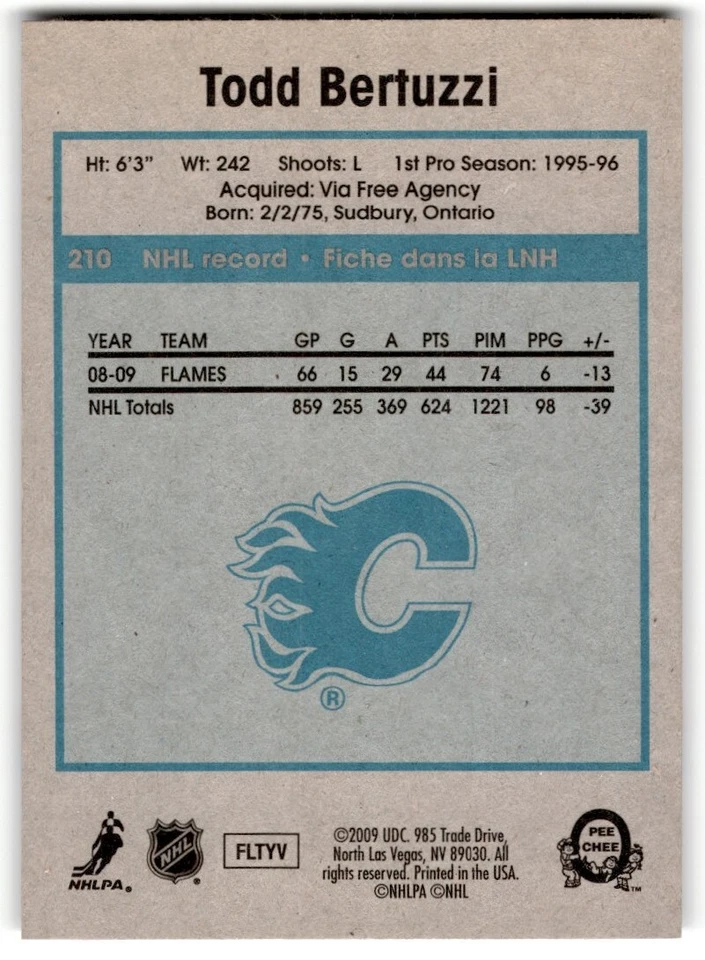 Todd Bertuzzi
Ht: 6'3" Wt: 242 Shoots: L 1st Pro Season: 1995-96
Acquired: Via Free Agency
Born: 2/2/75, Sudbury, Ontario
210 NHL record • Fiche dans la LNH
YEAR TEAM GP G A PTS PIM PPG +/-
08-09 FLAMES 66 15 29 44 74 6 -13
NHL Totals 859 255 369 624 1221 98 -39
C
®
NHLPA®
NHL®
FLTYV
©2009 UDC. 985 Trade Drive,
North Las Vegas, NV 89030. All
rights reserved. Printed in the USA.
©NHLPA ©NHL
O
PEE
CHEE
™